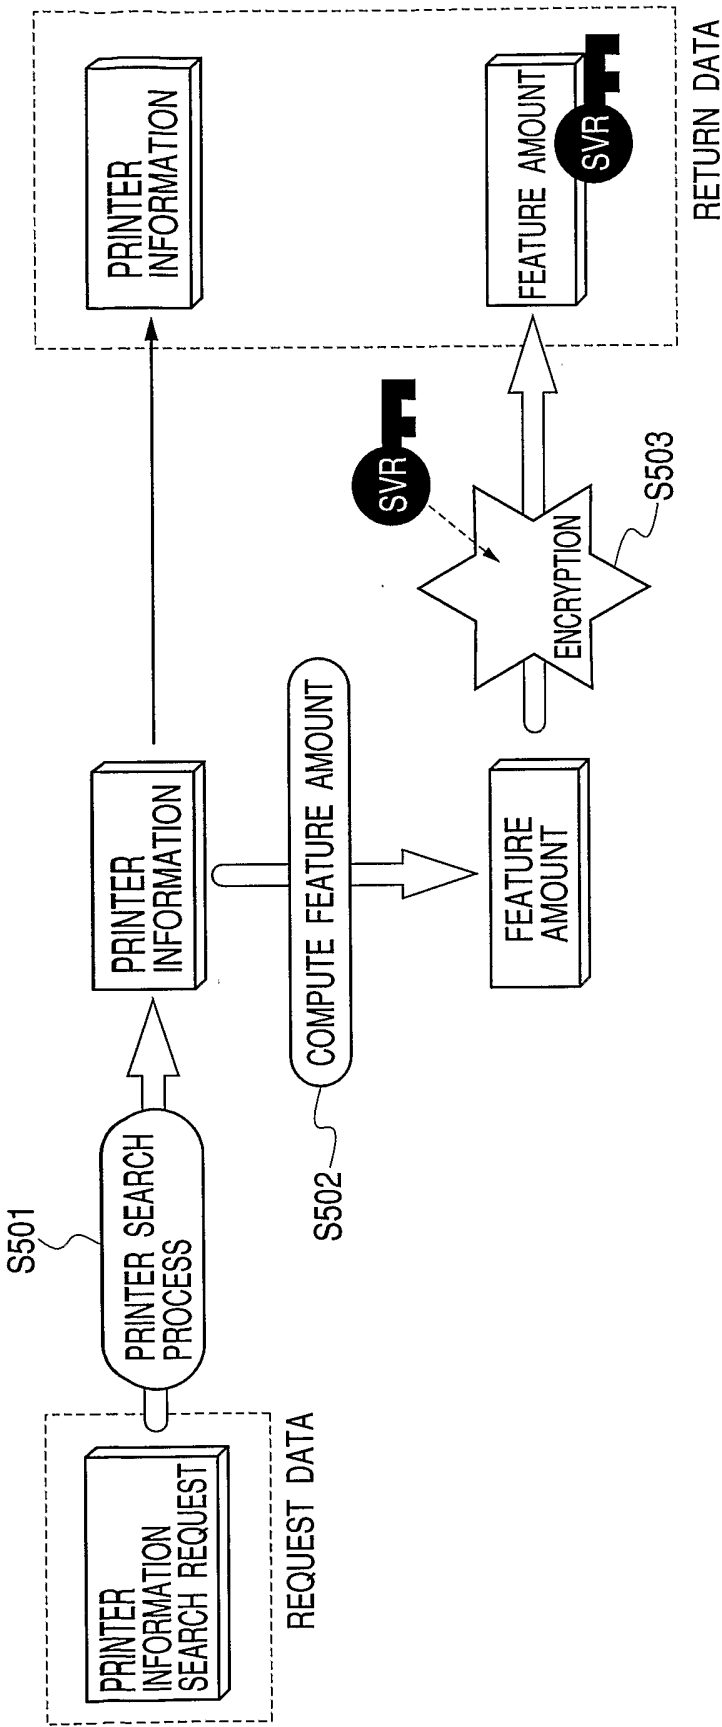 PRINTER
INFORMATION
SEARCH REQUEST
REQUEST DATA
S501
PRINTER SEARCH
PROCESS
PRINTER
INFORMATION
PRINTER
INFORMATION
S502
COMPUTE FEATURE AMOUNT
FEATURE
AMOUNT
SVR
ENCRYPTION
S503
FEATURE AMOUNT
SVR
RETURN DATA